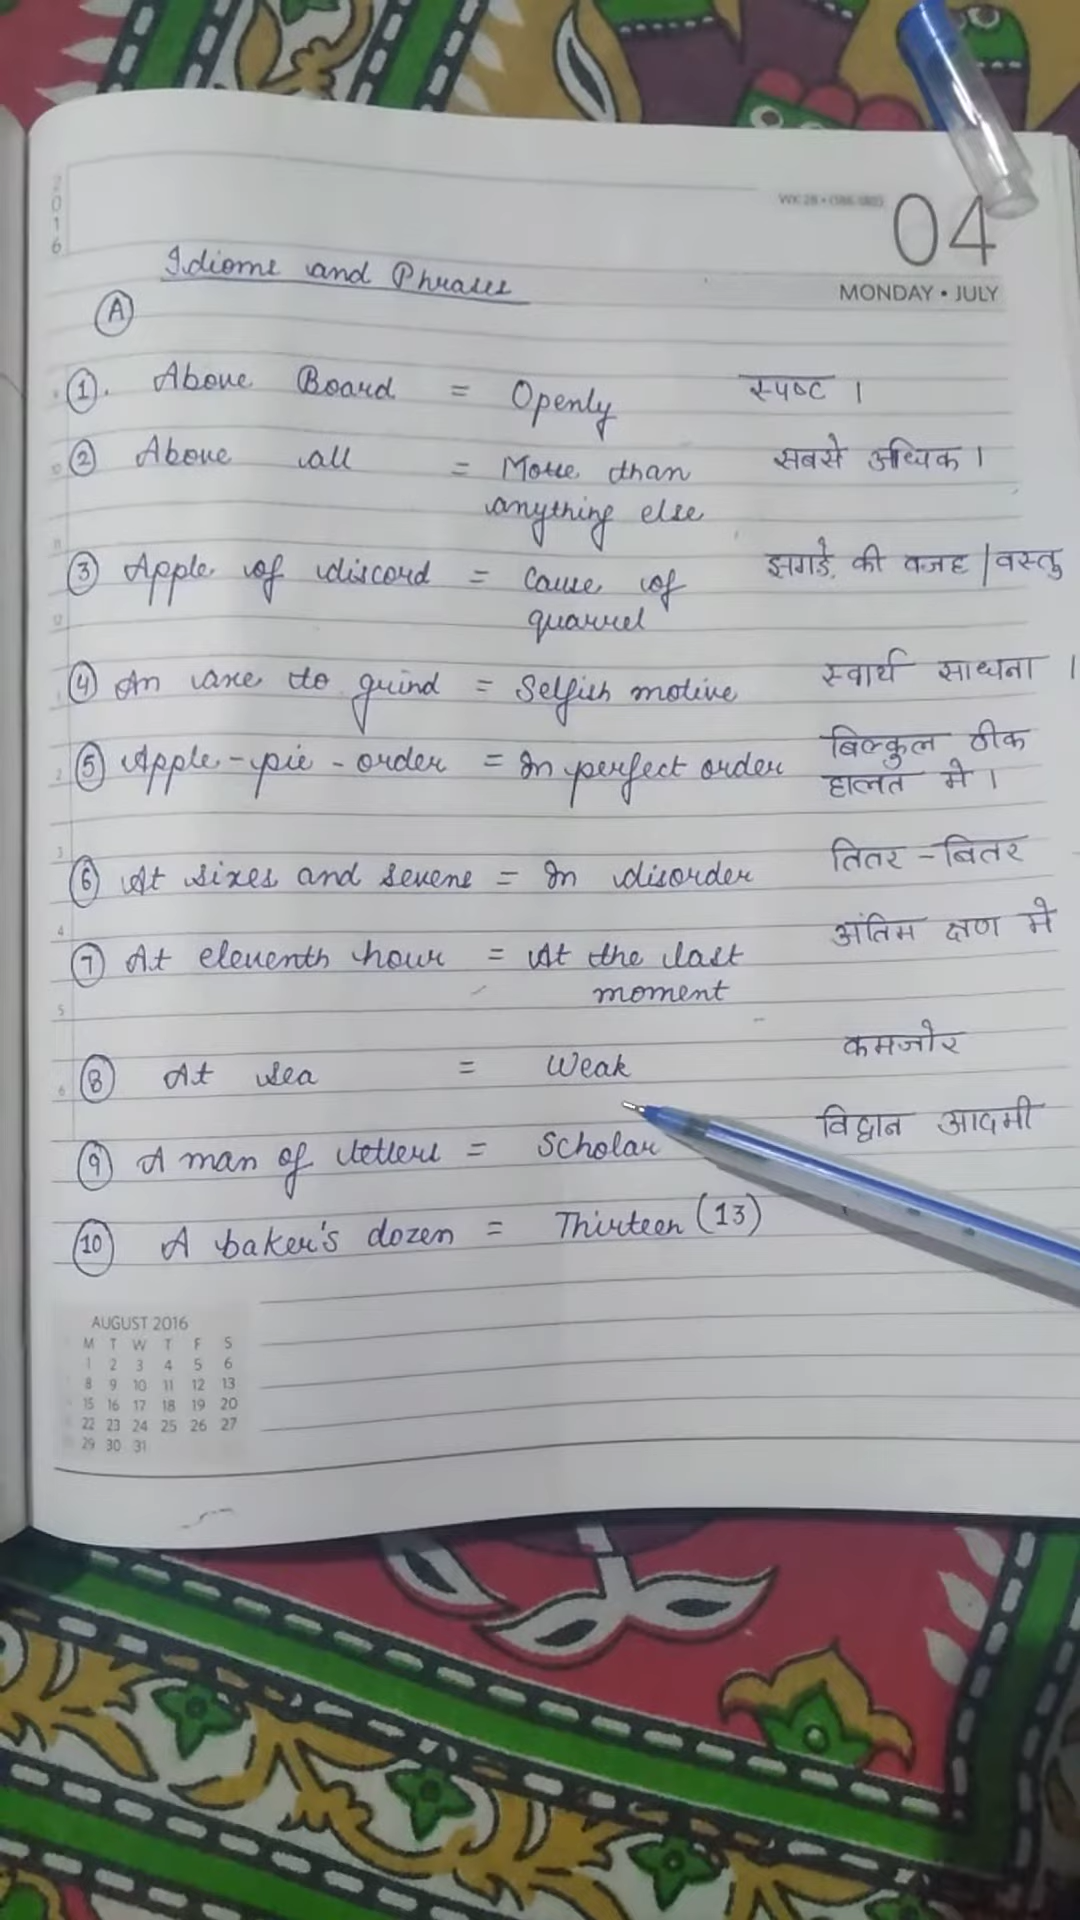 2016
04
MONDAY • JULY
Idioms and Phrases
(A)
(1). Above Board = Openly स्पष्ट ।
(2) Above all = More than सबसे अधिक ।
anything else
(3) Apple of discord = Cause of झगड़े की वजह / वस्तु
quarrel
(4) An axe to grind = Selfish motive स्वार्थ साधना ।
(5) Apple-pie-order = In perfect order बिल्कुल ठीक
हालत मे ।
(6) At sixes and sevens = In disorder तितर-बितर
(7) At eleventh hour = At the last अंतिम क्षण मे
moment
(8) At sea = Weak कमजोर
(9) A man of letters = Scholar विद्वान आदमी
(10) A baker's dozen = Thirteen (13)
AUGUST 2016
M T W T F S
1 2 3 4 5 6
8 9 10 11 12 13
15 16 17 18 19 20
22 23 24 25 26 27
29 30 31